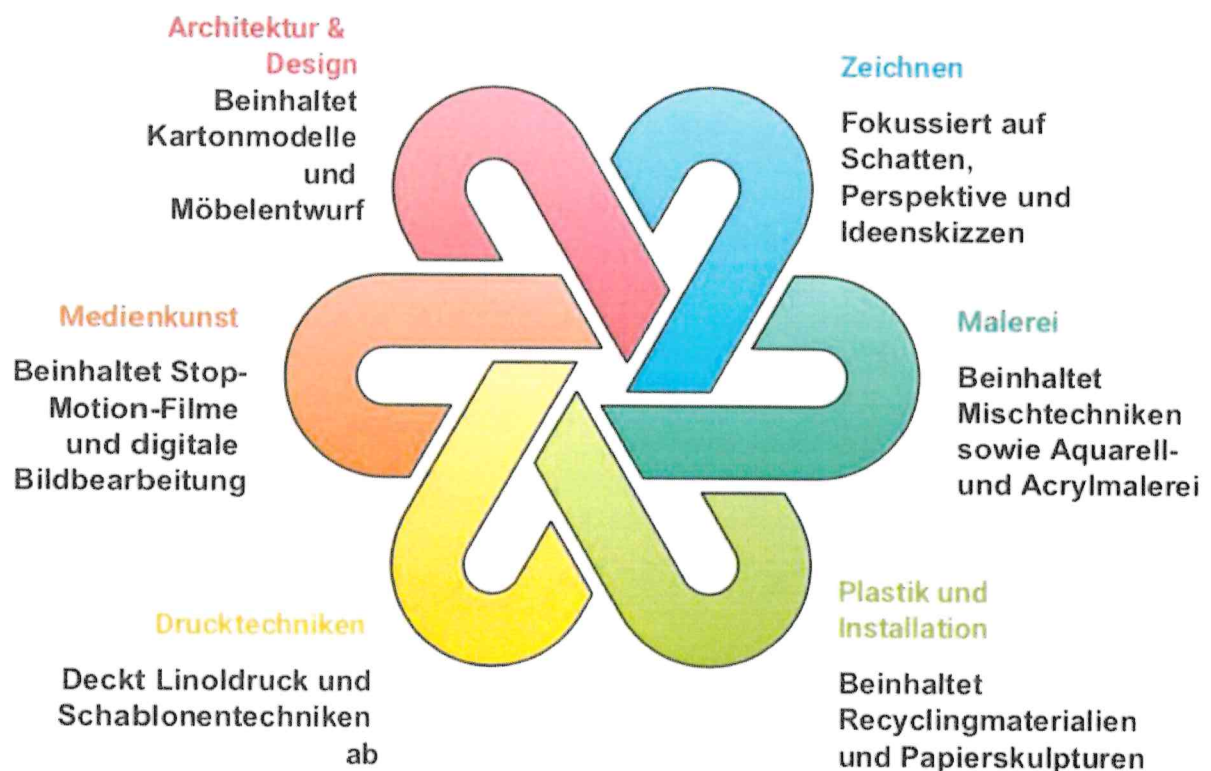 Architektur &
Design
Beinhaltet
Kartonmodelle
und
Möbelentwurf
Zeichnen
Fokussiert auf
Schatten,
Perspektive und
Ideenskizzen
Medienkunst
Beinhaltet Stop-
Motion-Filme
und digitale
Bildbearbeitung
Malerei
Beinhaltet
Mischtechniken
sowie Aquarell-
und Acrylmalerei
Drucktechniken
Deckt Linoldruck und
Schablonentechniken
ab
Plastik und
Installation
Beinhaltet
Recyclingmaterialien
und Papierskulpturen